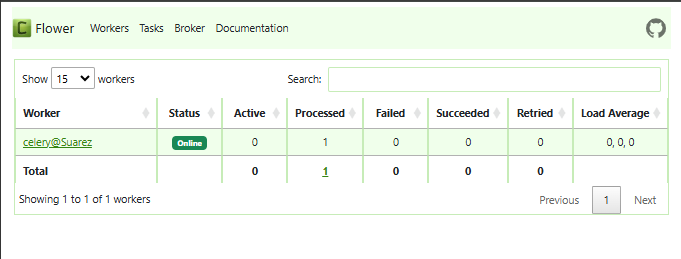 C Flower Workers Tasks Broker Documentation
Show 15 workers Search:
Worker Status Active Processed Failed Succeeded Retried Load Average
celery@Suarez Online 0 1 0 0 0 0, 0, 0
Total 0 1 0 0 0
Showing 1 to 1 of 1 workers Previous 1 Next